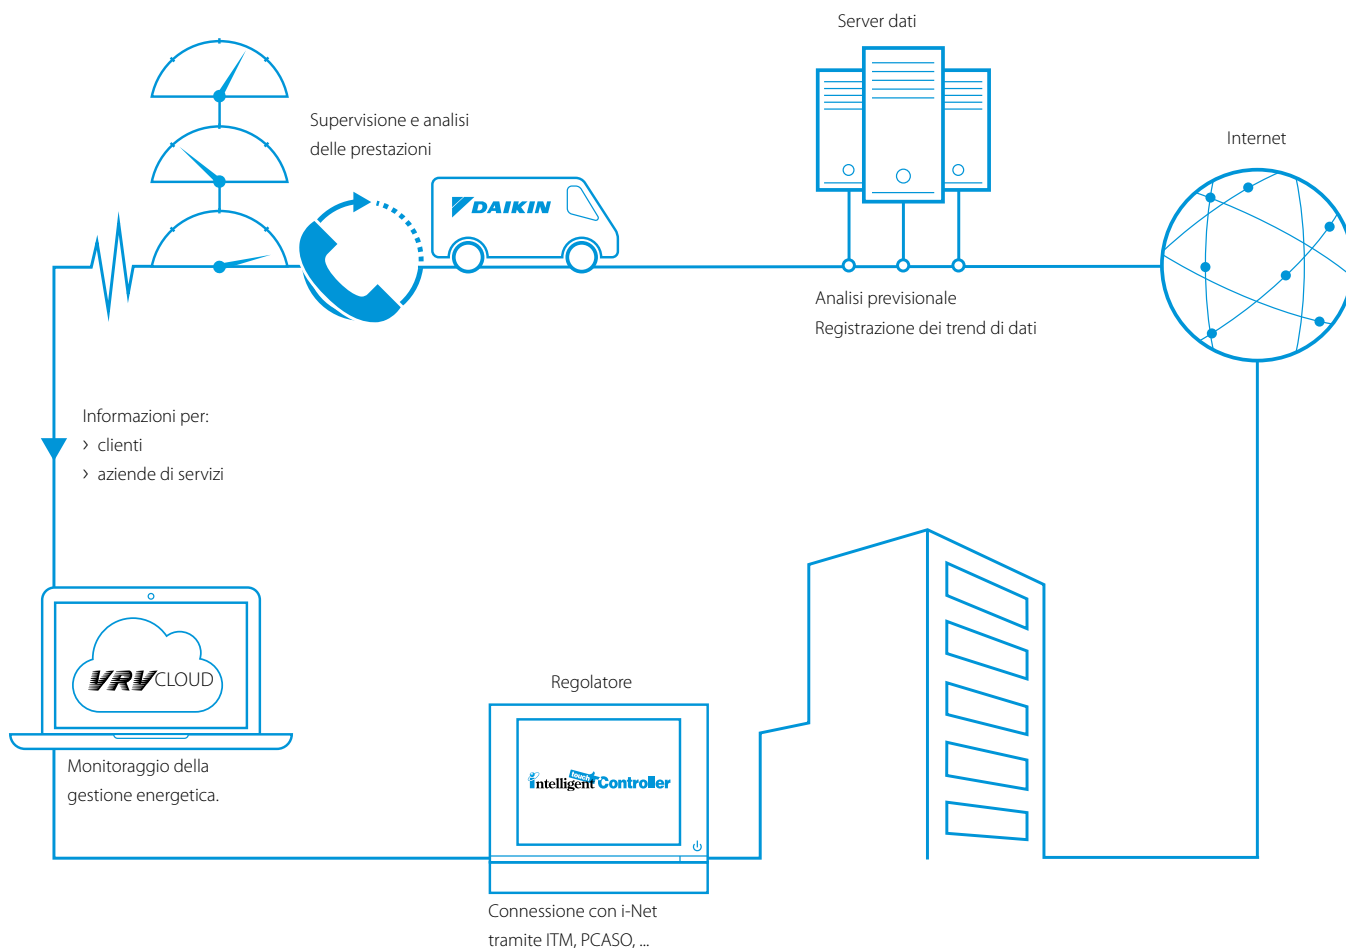 Server dati
Supervisione e analisi
delle prestazioni
DAIKIN
Internet
Analisi previsionale
Registrazione dei trend di dati
Informazioni per:
› clienti
› aziende di servizi
VRV CLOUD
Monitoraggio della
gestione energetica.
Regolatore
intelligent touch Controller
Connessione con i-Net
tramite ITM, PCASO, ...